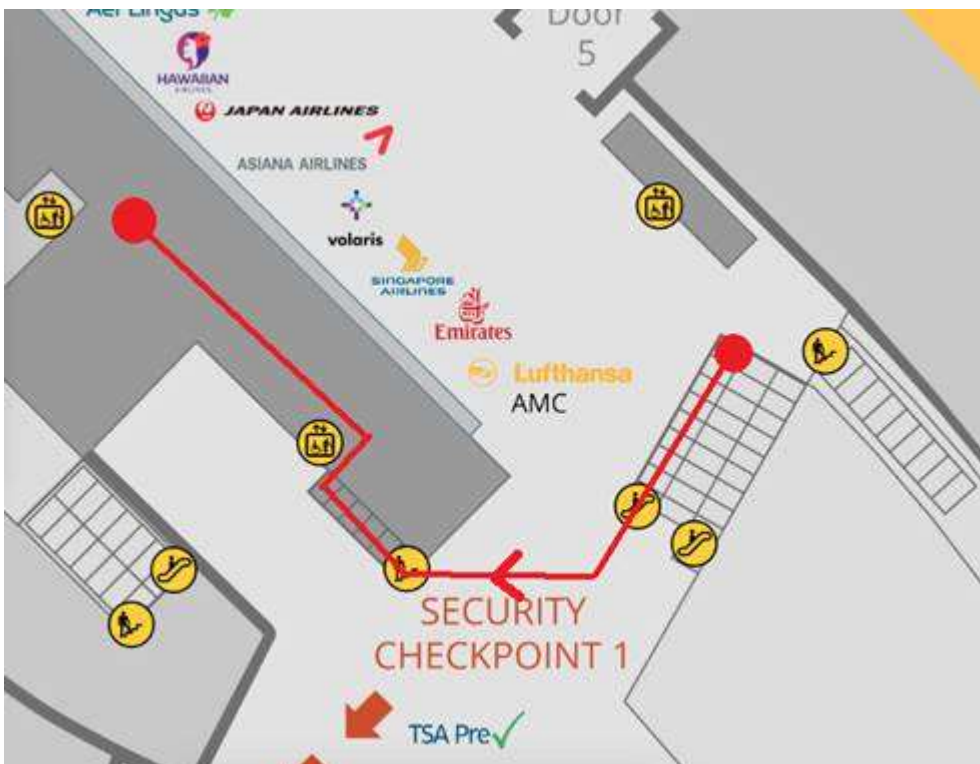 Aer Lingus
Door
5
HAWAIIAN
AIRLINES
JAPAN AIRLINES
ASIANA AIRLINES
volaris
SINGAPORE
AIRLINES
Emirates
Lufthansa
AMC
SECURITY
CHECKPOINT 1
TSA Pre✓